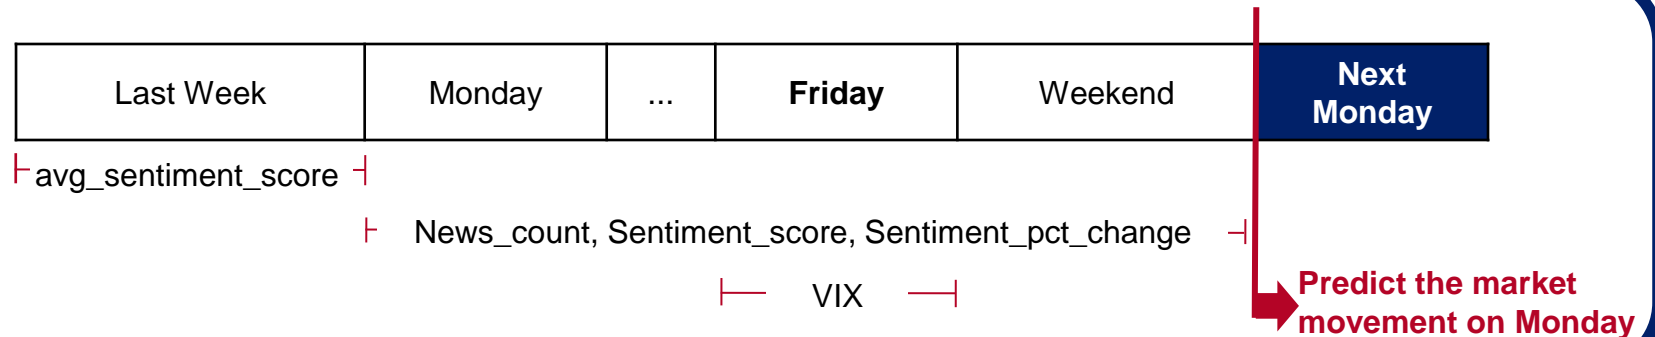 Last Week
Monday
...
Friday
Weekend
Next
Monday
avg_sentiment_score
News_count, Sentiment_score, Sentiment_pct_change
VIX
Predict the market
movement on Monday